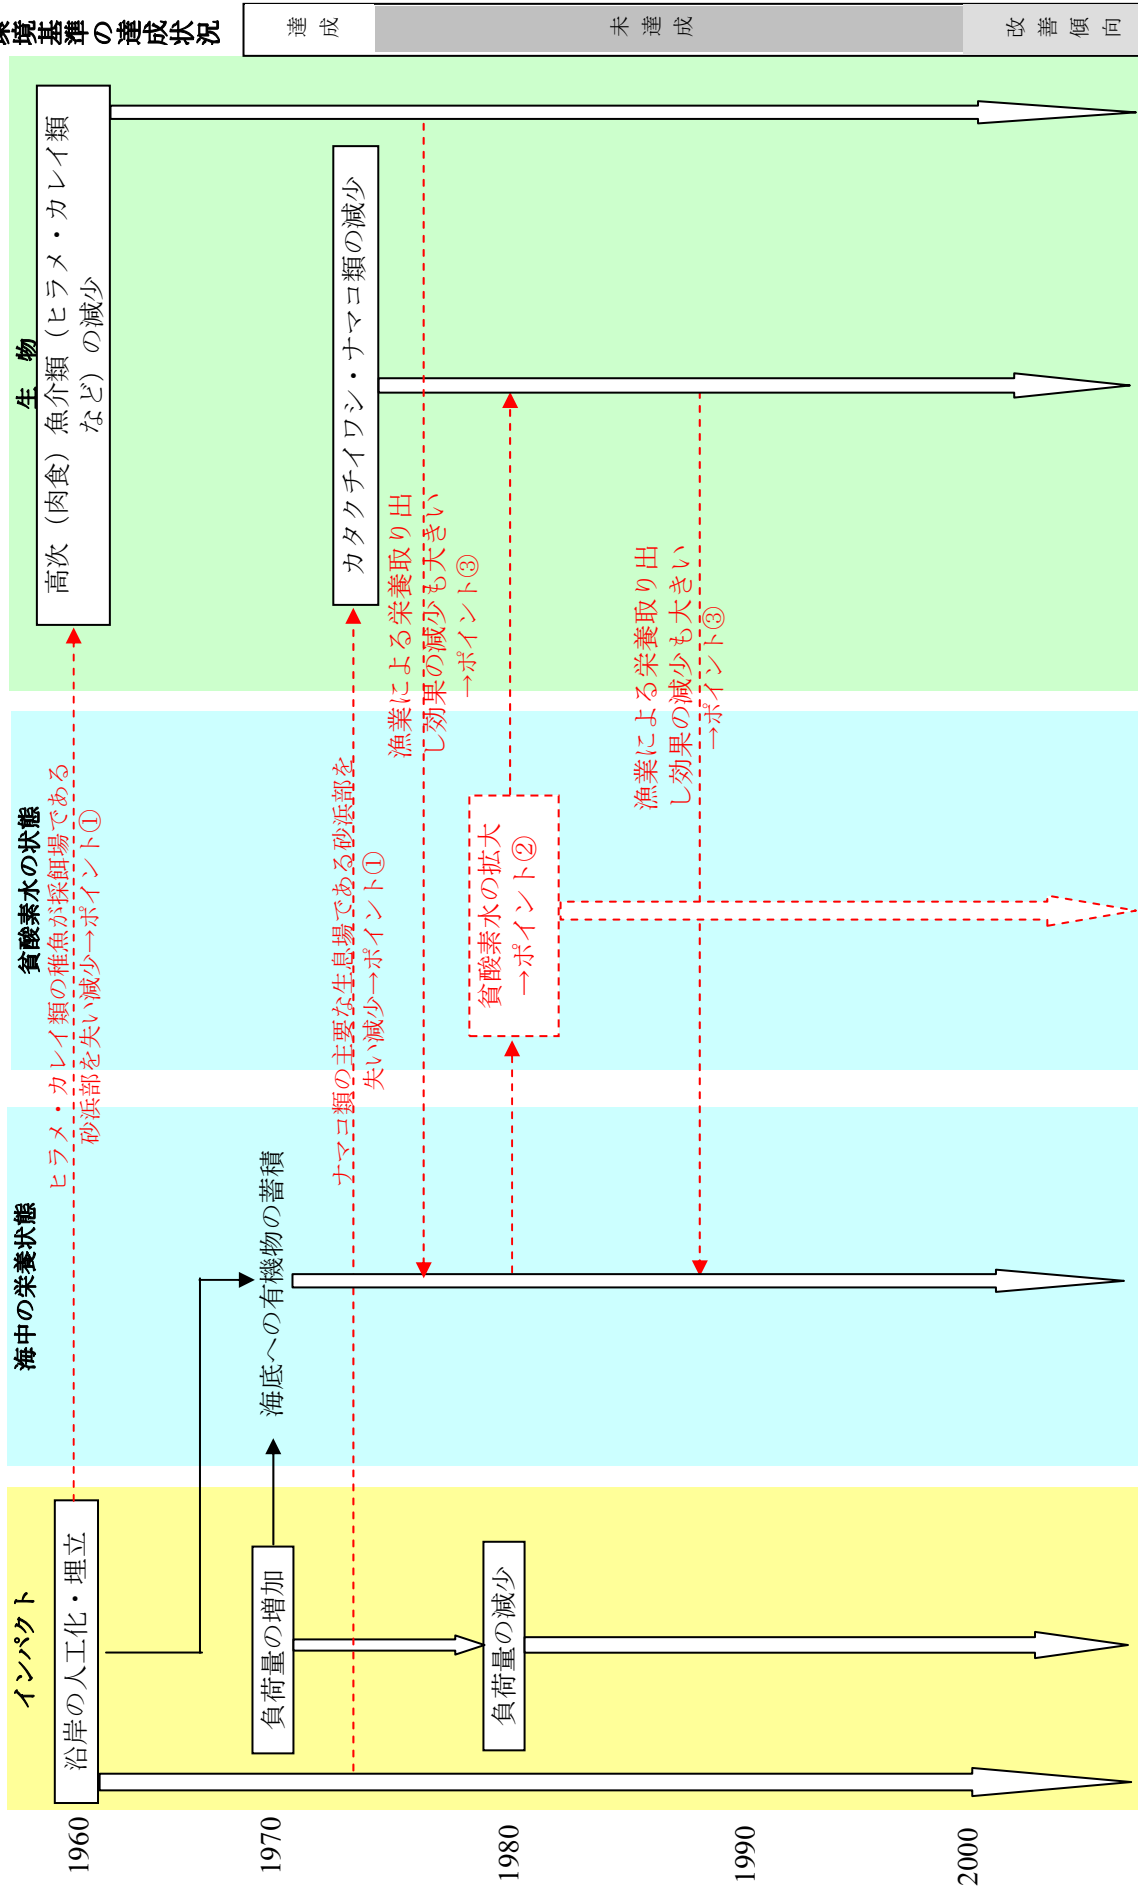 インパクト
海中の栄養状態
貧酸素水の状態
生 物
環境基準の達成状況
1960
1970
1980
1990
2000
沿岸の人工化・埋立
負荷量の増加
負荷量の減少
海底への有機物の蓄積
ヒラメ・カレイ類の稚魚が採餌場である
砂浜部を失い減少→ポイント①
ナマコ類の主要な生息場である砂浜部を
失い減少→ポイント①
貧酸素水の拡大
→ポイント②
漁業による栄養取り出
し効果の減少も大きい
→ポイント③
漁業による栄養取り出
し効果の減少も大きい
→ポイント③
高次（肉食）魚介類（ヒラメ・カレイ類
など）の減少
カタクチイワシ・ナマコ類の減少
達成
未達成
改善傾向